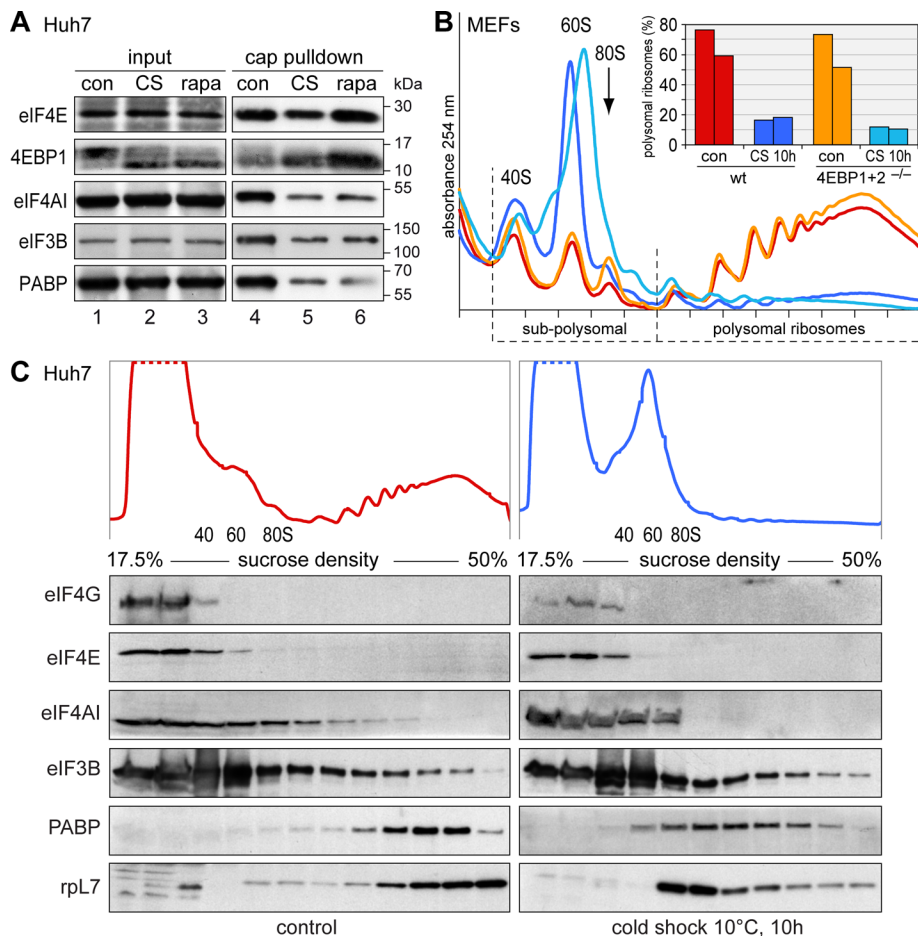 A Huh7
input cap pulldown
con CS rapa con CS rapa kDa
eIF4E 30
4EBP1 17
10
eIF4AI 55
eIF3B 150
100
PABP 70
55
1 2 3 4 5 6
B MEFs
absorbance 254 nm
40S
60S
80S
sub-polysomal polysomal ribosomes
polysomal ribosomes (%)
80
60
40
20
0
con CS 10h con CS 10h
wt 4EBP1+2 −/−
C Huh7
40 60 80S 40 60 80S
17.5% sucrose density 50% 17.5% sucrose density 50%
eIF4G
eIF4E
eIF4AI
eIF3B
PABP
rpL7
control cold shock 10°C, 10h